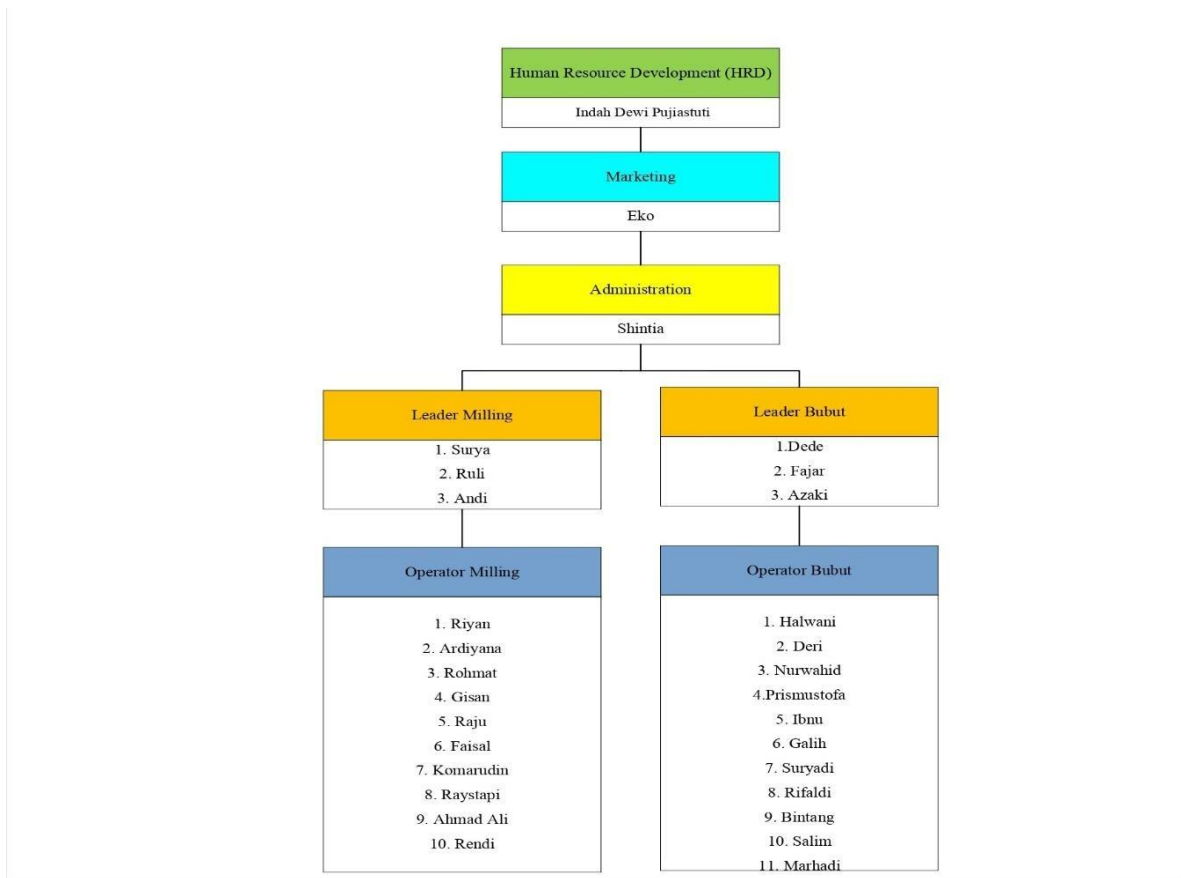 Human Resource Development (HRD)
Indah Dewi Pujiastuti
Marketing
Eko
Administration
Shintia
Leader Milling
1. Surya
2. Ruli
3. Andi
Leader Bubut
1.Dede
2. Fajar
3. Azaki
Operator Milling
1. Riyan
2. Ardiyana
3. Rohmat
4. Gisan
5. Raju
6. Faisal
7. Komarudin
8. Raystapi
9. Ahmad Ali
10. Rendi
Operator Bubut
1. Halwani
2. Deri
3. Nurwahid
4.Prismustofa
5. Ibnu
6. Galih
7. Suryadi
8. Rifaldi
9. Bintang
10. Salim
11. Marhadi